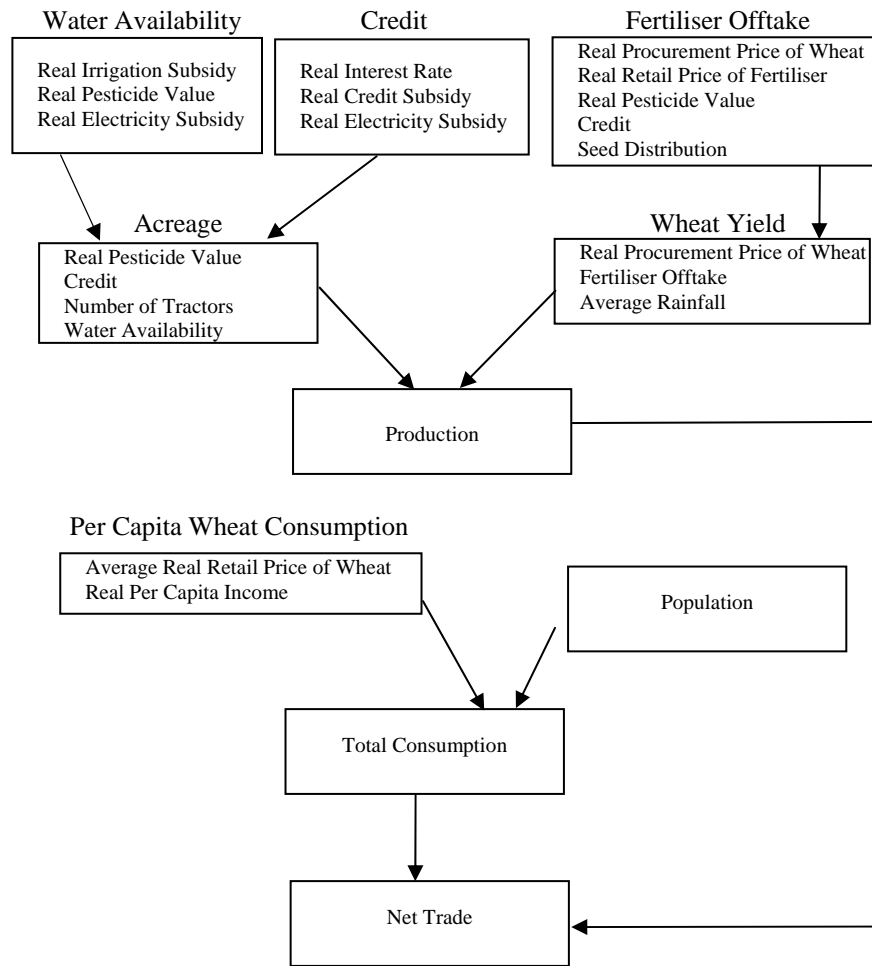 Water Availability
Real Irrigation Subsidy
Real Pesticide Value
Real Electricity Subsidy
Credit
Real Interest Rate
Real Credit Subsidy
Real Electricity Subsidy
Fertiliser Offtake
Real Procurement Price of Wheat
Real Retail Price of Fertiliser
Real Pesticide Value
Credit
Seed Distribution
Acreage
Real Pesticide Value
Credit
Number of Tractors
Water Availability
Wheat Yield
Real Procurement Price of Wheat
Fertiliser Offtake
Average Rainfall
Production
Per Capita Wheat Consumption
Average Real Retail Price of Wheat
Real Per Capita Income
Population
Total Consumption
Net Trade